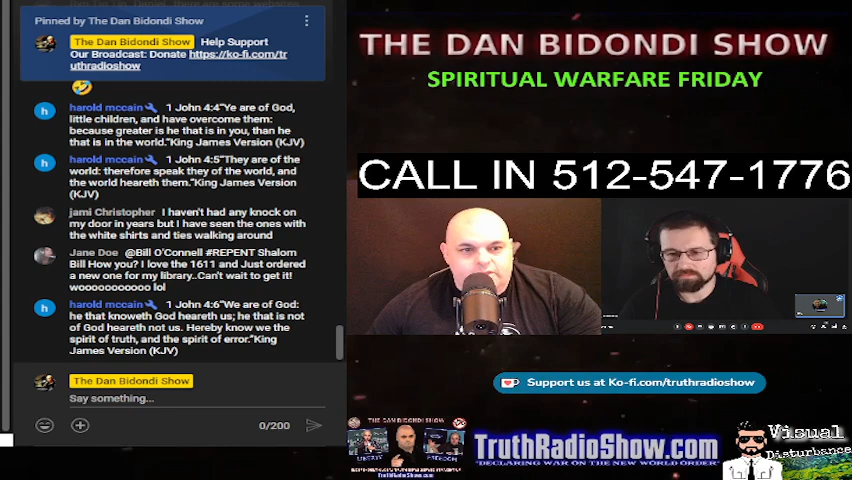 Pinned by The Dan Bidondi Show
The Dan Bidondi Show Help Support
Our Broadcast: Donate https://ko-fi.com/tr
uthradioshow
h
harold mccain 1 John 4:4"Ye are of God,
little children, and have overcome them:
because greater is he that is in you, than he
that is in the world."King James Version (KJV)
h
harold mccain 1 John 4:5"They are of the
world: therefore speak they of the world, and
the world heareth them."King James Version
(KJV)
jami Christopher I haven't had any knock on
my door in years but I have seen the ones with
the white shirts and ties walking around
Jane Doe @Bill O'Connell #REPENT Shalom
Bill How you? I love the 1611 and Just ordered
a new one for my library..Can't wait to get it!
wooooooooooo lol
h
harold mccain 1 John 4:6"We are of God:
he that knoweth God heareth us; he that is not
of God heareth not us. Hereby know we the
spirit of truth, and the spirit of error."King
James Version (KJV)
The Dan Bidondi Show
Say something...
0/200
THE DAN BIDONDI SHOW
SPIRITUAL WARFARE FRIDAY
CALL IN 512-547-1776
Support us at Ko-fi.com/truthradioshow
THE DAN BIDONDI SHOW
LIBERTY
FREEDOM
TruthRadioShow.com
TruthRadioShow.com
"DECLARING WAR ON THE NEW WORLD ORDER"
Visual
Disturbance